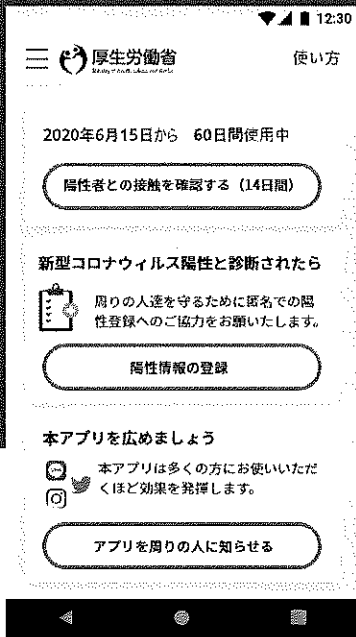 12:30
厚生労働省
使い方
2020年6月15日から 60日間使用中
陽性者との接触を確認する（14日間）
新型コロナウィルス陽性と診断されたら
周りの人達を守るために匿名での陽
性登録へのご協力をお願いいたします。
陽性情報の登録
本アプリを広めましょう
本アプリは多くの方にお使いいただ
くほど効果を発揮します。
アプリを周りの人に知らせる